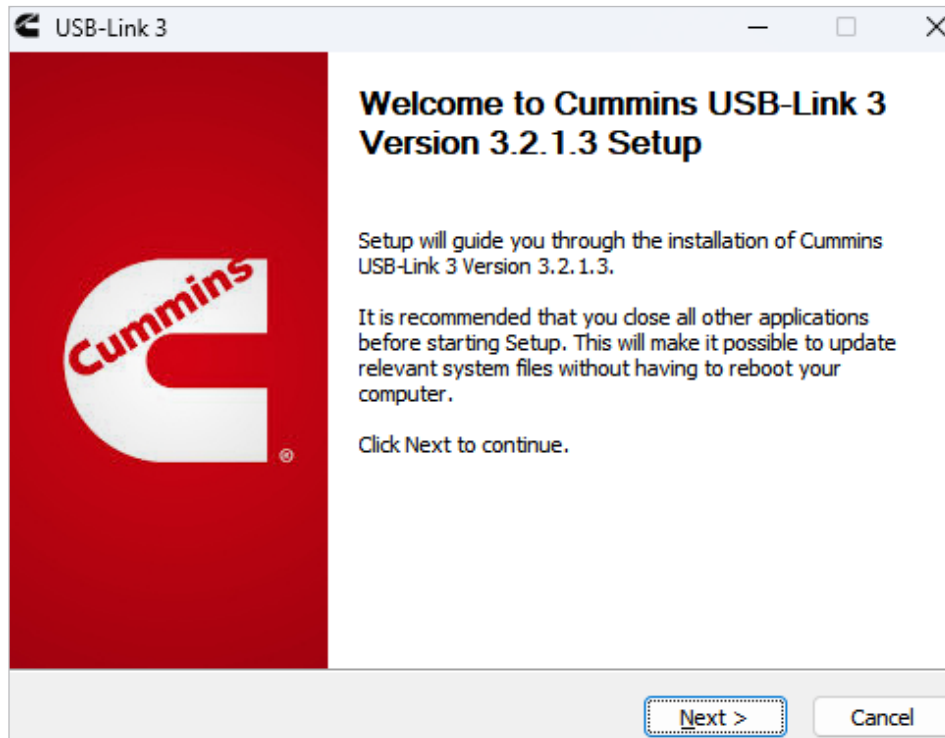 USB-Link 3
Welcome to Cummins USB-Link 3
Version 3.2.1.3 Setup
Setup will guide you through the installation of Cummins
USB-Link 3 Version 3.2.1.3.
It is recommended that you close all other applications
before starting Setup. This will make it possible to update
relevant system files without having to reboot your
computer.
Click Next to continue.
Cummins
®
Next >
Cancel